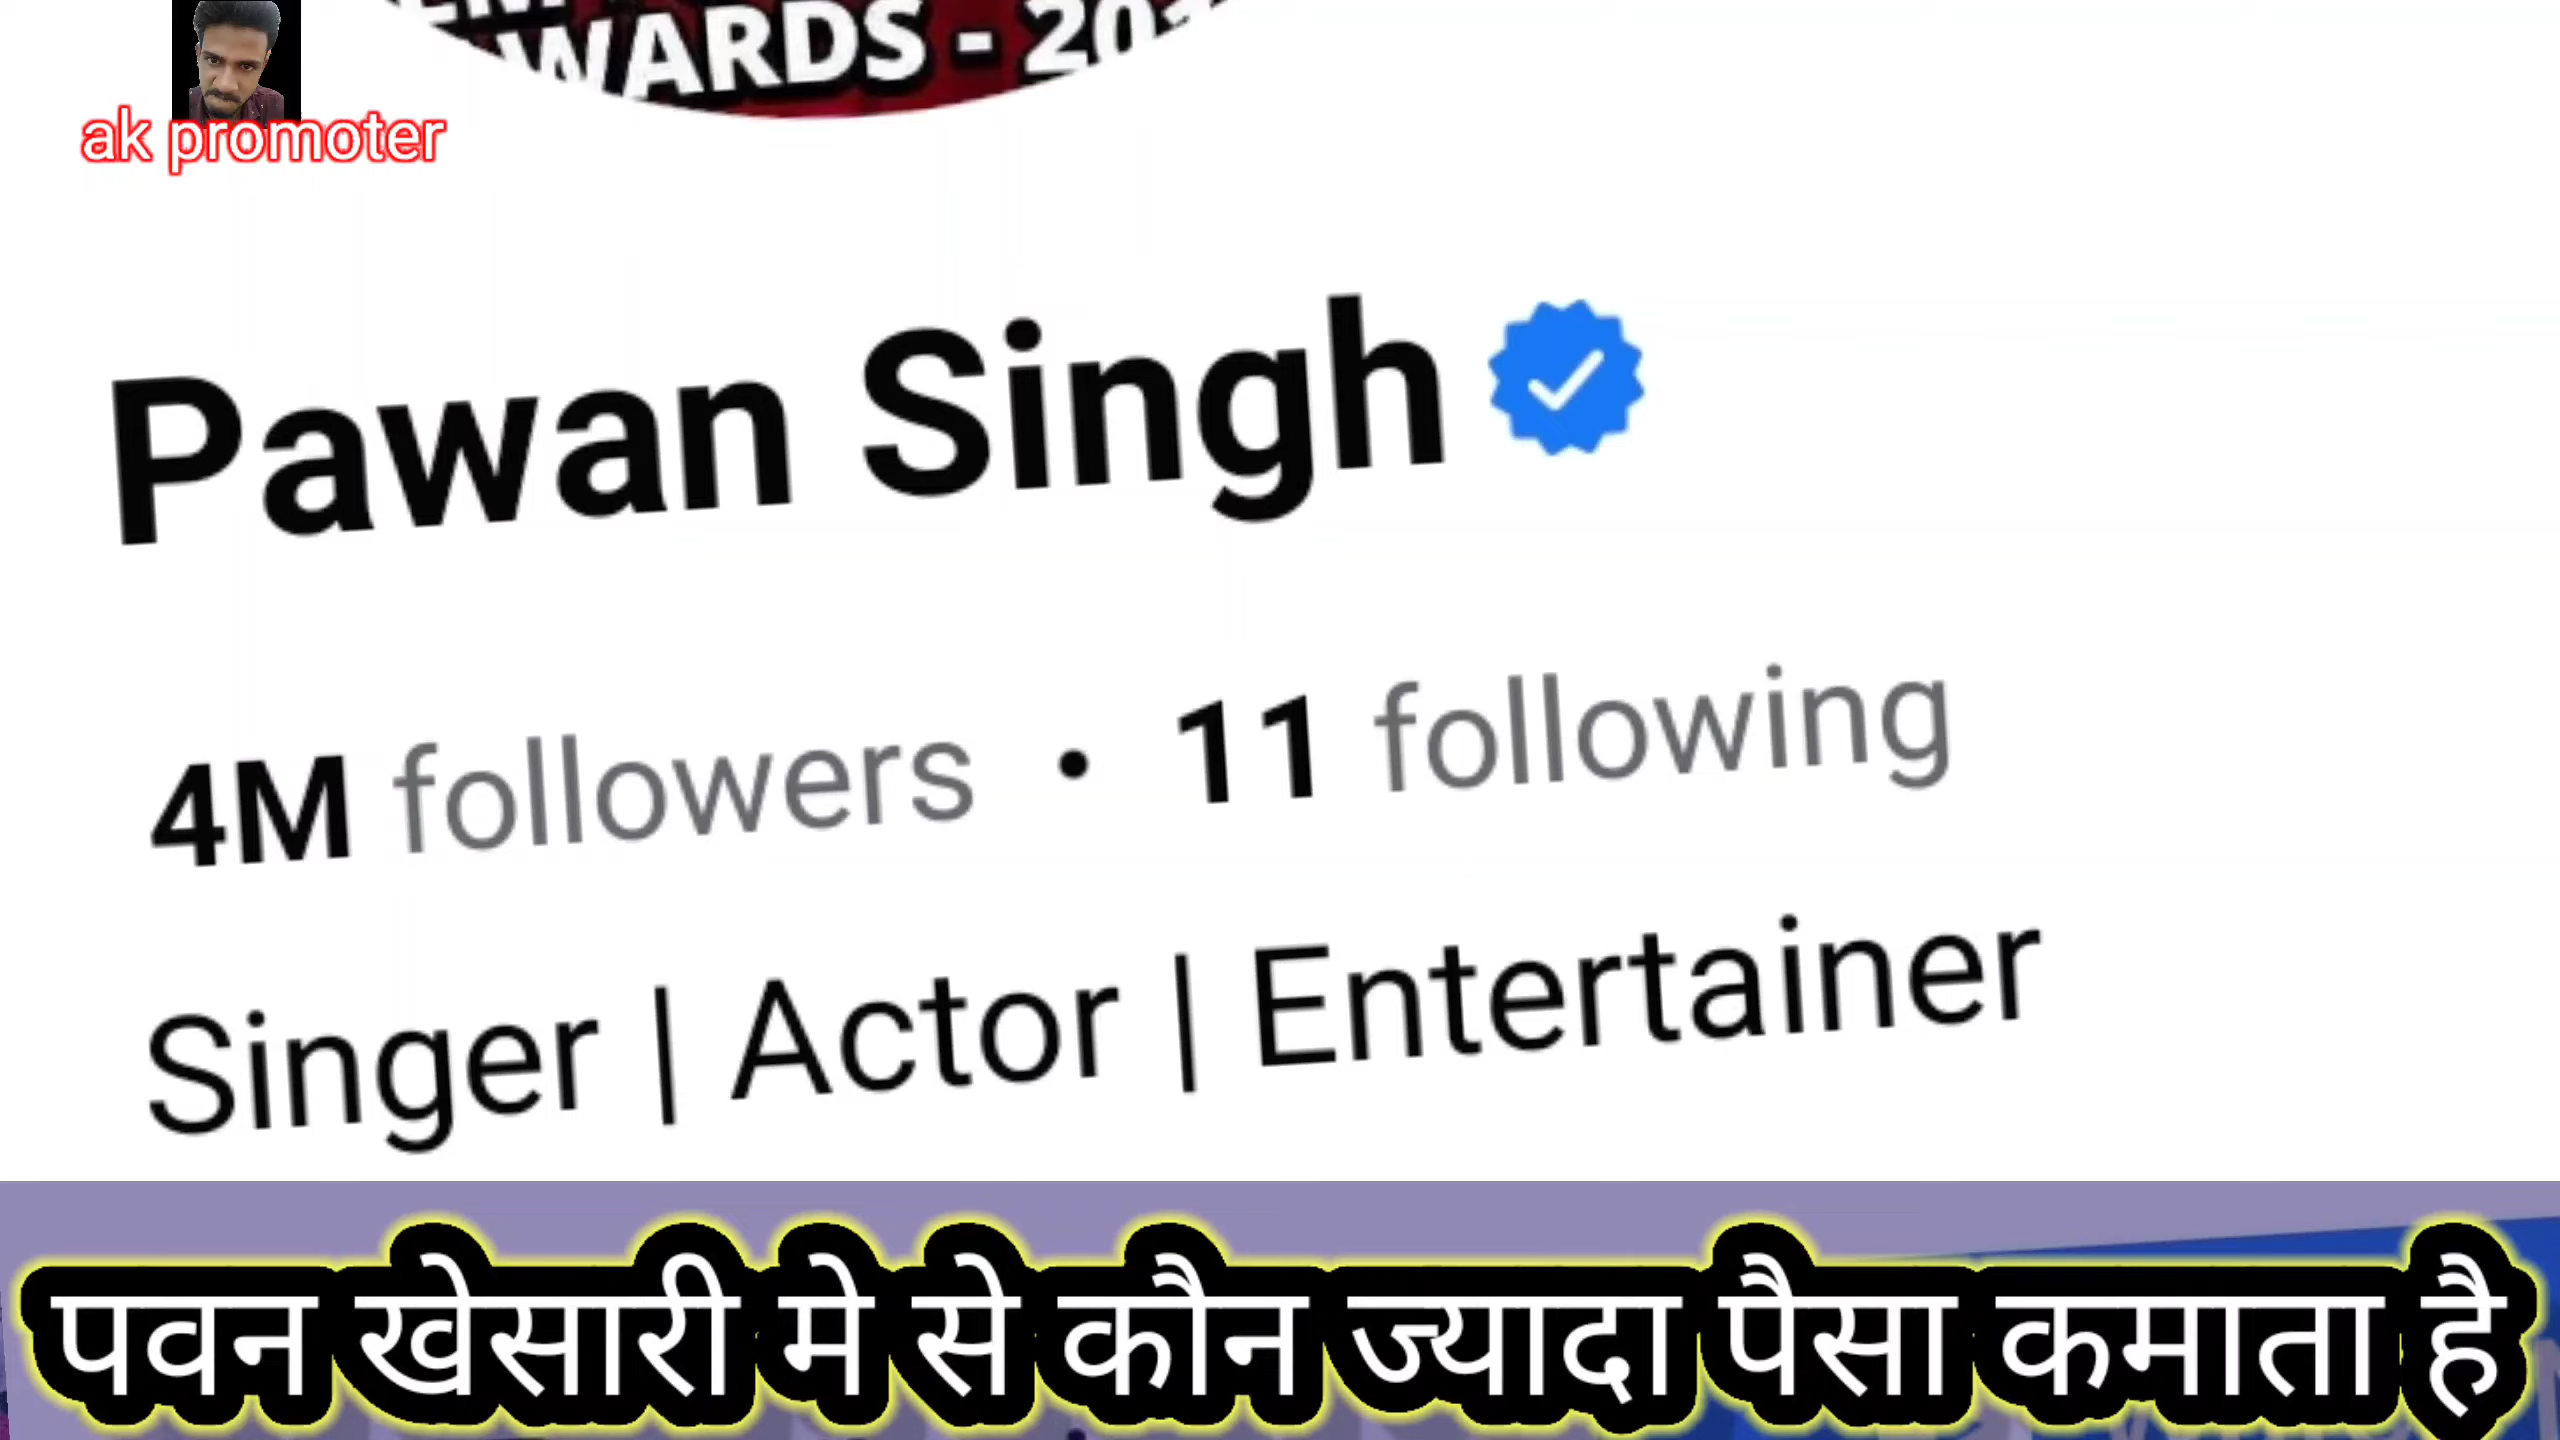 WARDS - 20
ak promoter
Pawan Singh
4M followers • 11 following
Singer | Actor | Entertainer
पवन खेसारी मे से कौन ज्यादा पैसा कमाता है